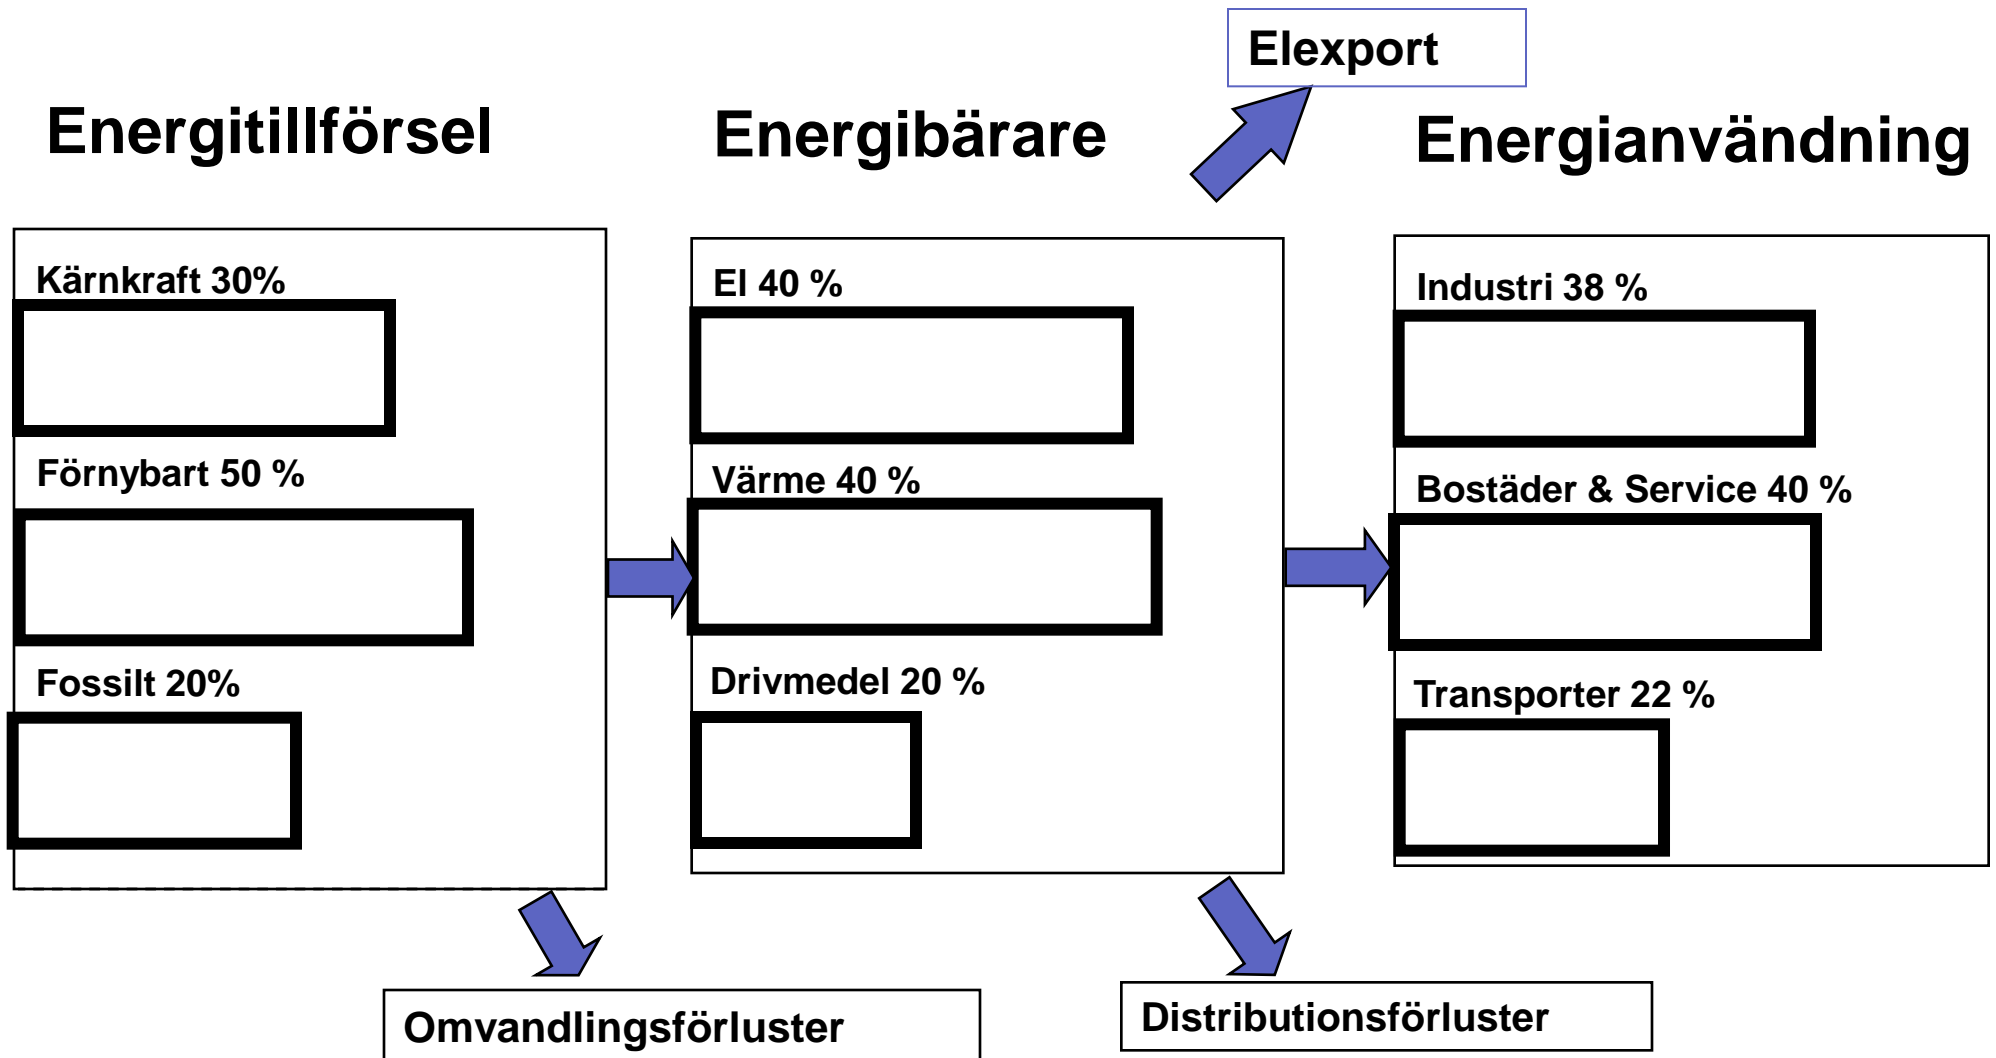 Elexport
Energitillförsel
Energibärare
Energianvändning
Kärnkraft 30%
Förnybart 50 %
Fossilt 20%
El 40 %
Värme 40 %
Drivmedel 20 %
Industri 38 %
Bostäder & Service 40 %
Transporter 22 %
Omvandlingsförluster
Distributionsförluster